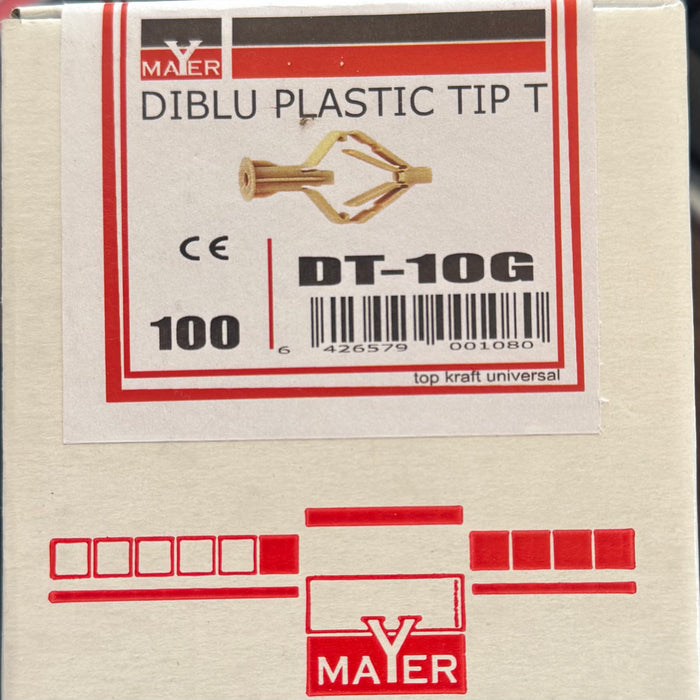 MAYER
DIBLU PLASTIC TIP T
CE
DT-10G
100
6 426579 001080
top kraft universal
MAYER